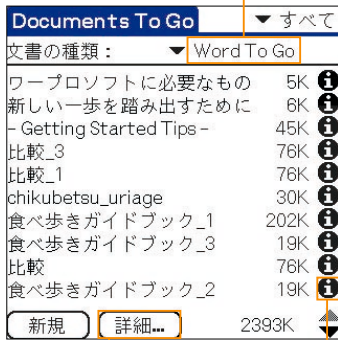 Documents To Go ▼ すべて
文書の種類： ▼ Word To Go
ワープロソフトに必要なもの 5K
新しい一歩を踏み出すために 6K
- Getting Started Tips - 45K
比較_3 76K
比較_1 76K
chikubetsu_uriage 30K
食べ歩きガイドブック_1 202K
食べ歩きガイドブック_3 19K
比較 76K
食べ歩きガイドブック_2 19K
新規 詳細... 2393K